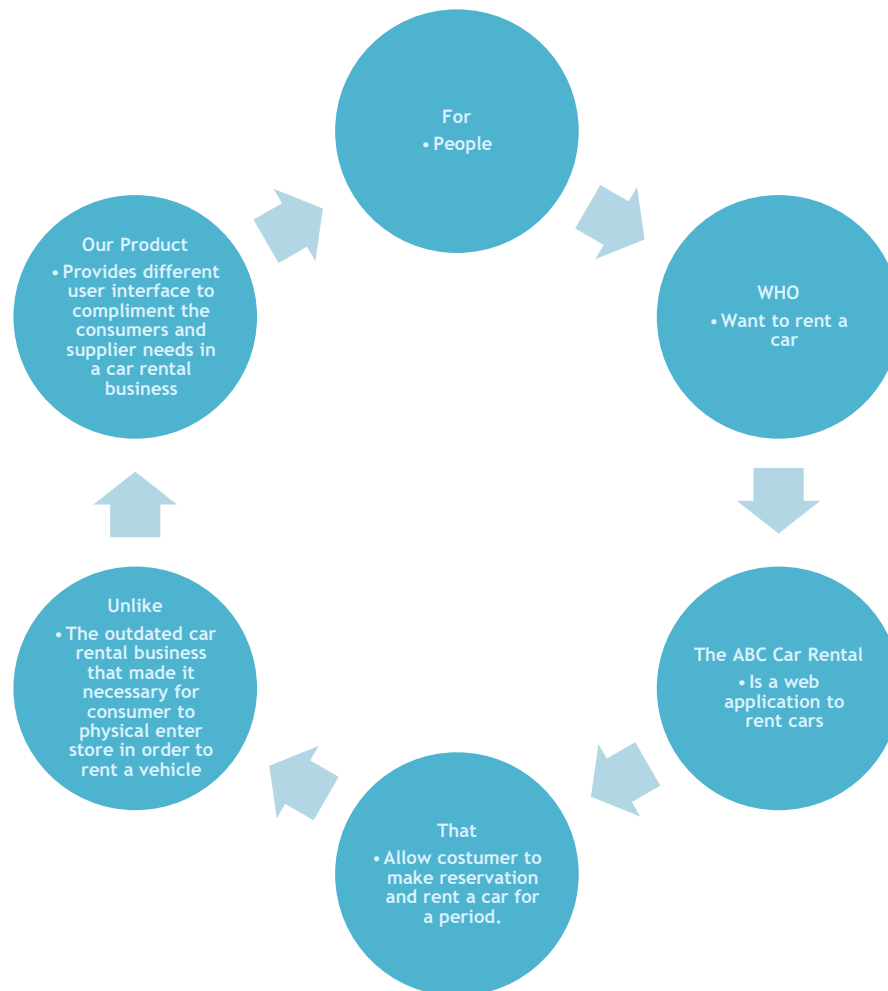 For
• People
WHO
• Want to rent a
car
The ABC Car Rental
• Is a web
application to
rent cars
That
• Allow costumer to
make reservation
and rent a car for
a period.
Unlike
• The outdated car
rental business
that made it
necessary for
consumer to
physical enter
store in order to
rent a vehicle
Our Product
• Provides different
user interface to
compliment the
consumers and
supplier needs in
a car rental
business